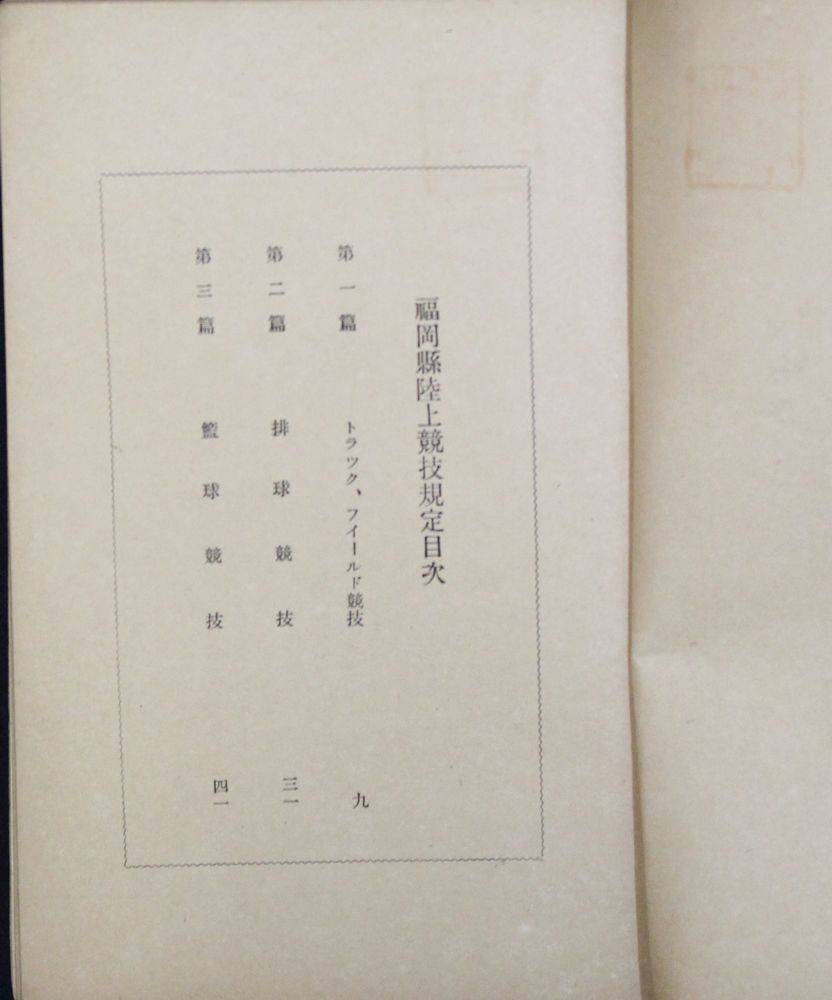 福岡縣陸上競技規定目次
第一篇 トラツク、フイールド競技 九
第二篇 排球競技 三一
第三篇 籃球競技 四一